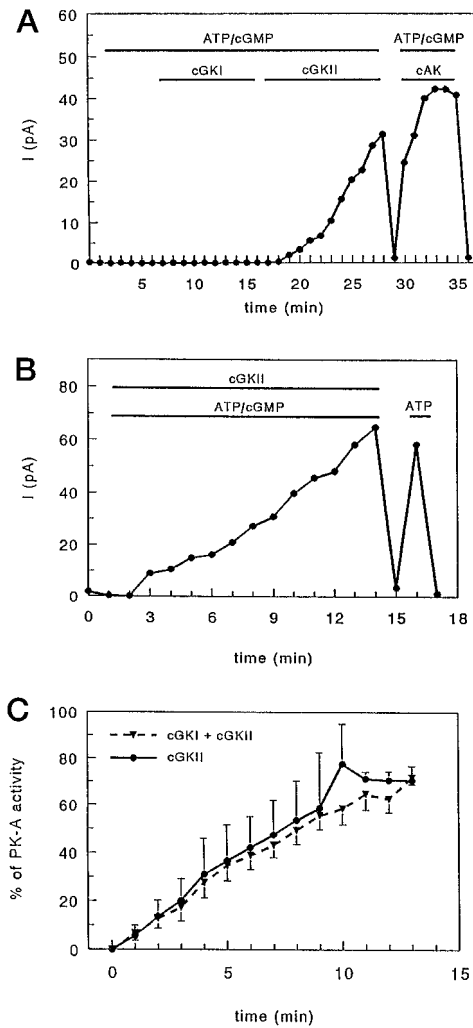 A
60
50
40
30
20
10
0
I (pA)
ATP/cGMP
ATP/cGMP
cGKI
cGKII
cAK
5 10 15 20 25 30 35
time (min)
B
80
60
40
20
0
I (pA)
cGKII
ATP/cGMP
ATP
0 3 6 9 12 15 18
time (min)
C
100
80
60
40
20
0
% of PK-A activity
cGKI + cGKII
cGKII
0 5 10 15
time (min)